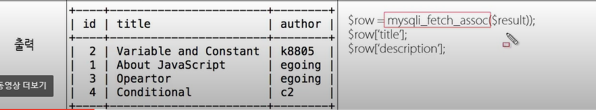 출력
동영상 더보기
+----+-----------------------+--------+
| id | title | author |
+----+-----------------------+--------+
| 2 | Variable and Constant | k8805
| 1 | About JavaScript | egoing
| 3 | Opeartor | egoing
| 4 | Conditional | c2
$row = mysqli_fetch_assoc($result));
$row['title'];
$row['description'];